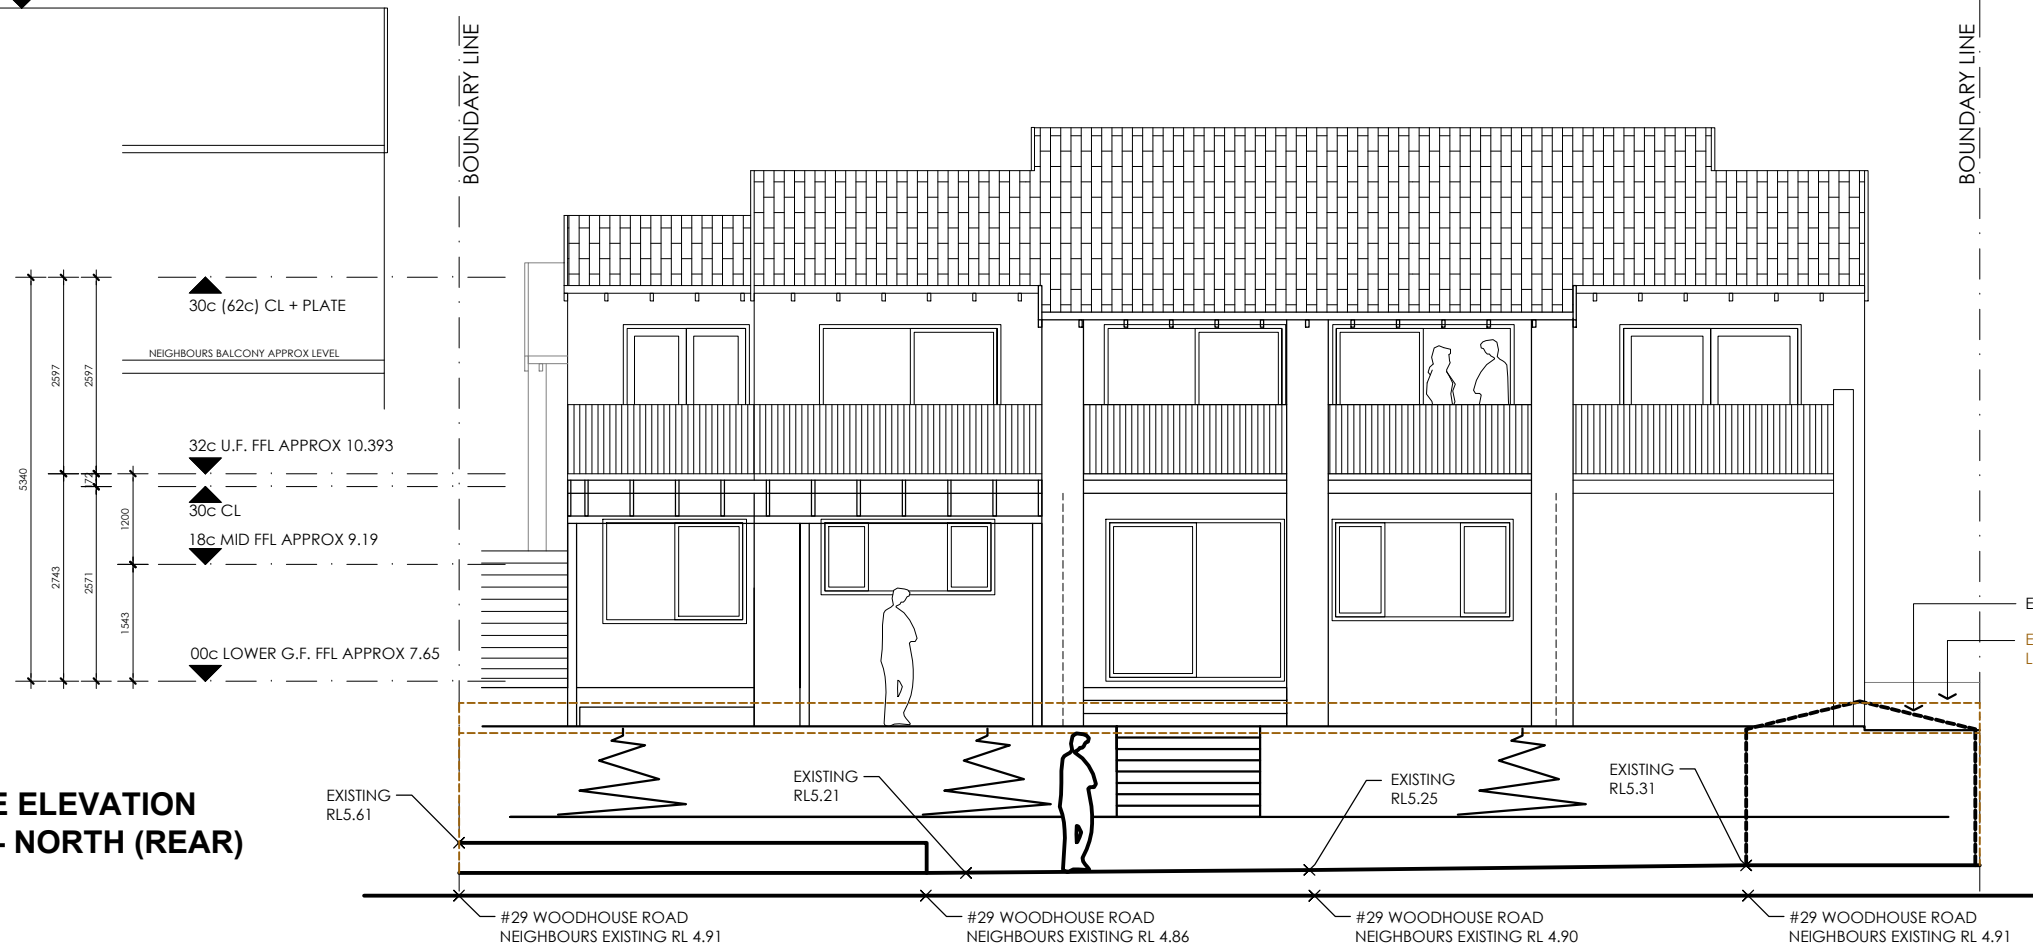 BOUNDARY LINE
BOUNDARY LINE
30c (62c) CL + PLATE
NEIGHBOURS BALCONY APPROX LEVEL
2597
2597
32c U.F. FFL APPROX 10.393
5340
172
30c CL
1200
18c MID FFL APPROX 9.19
2743
2571
1543
00c LOWER G.F. FFL APPROX 7.65
E
E
L
E ELEVATION
- NORTH (REAR)
EXISTING
RL5.61
EXISTING
RL5.21
EXISTING
RL5.25
EXISTING
RL5.31
#29 WOODHOUSE ROAD
NEIGHBOURS EXISTING RL 4.91
#29 WOODHOUSE ROAD
NEIGHBOURS EXISTING RL 4.86
#29 WOODHOUSE ROAD
NEIGHBOURS EXISTING RL 4.90
#29 WOODHOUSE ROAD
NEIGHBOURS EXISTING RL 4.91